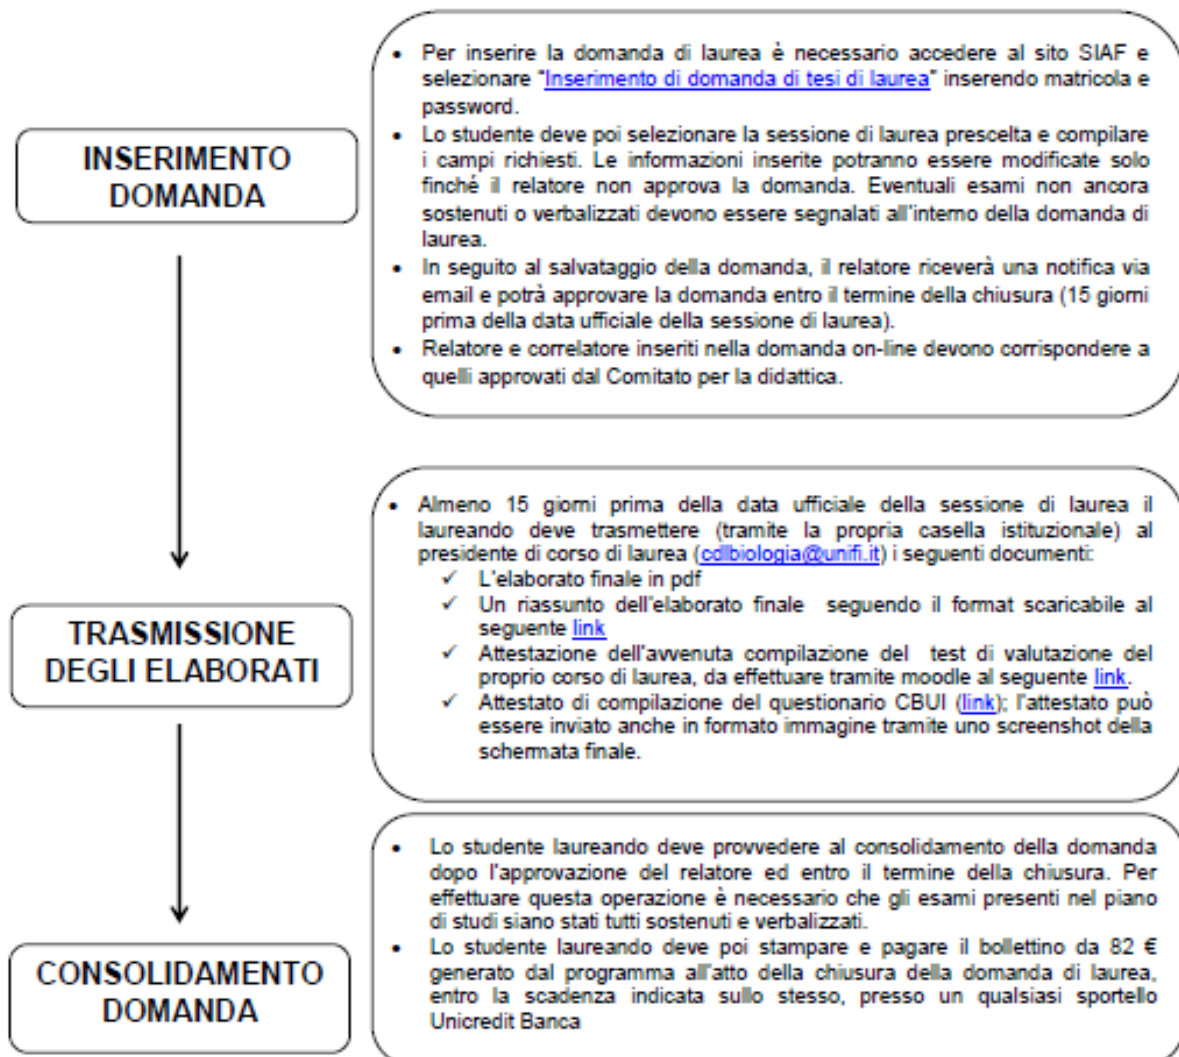 INSERIMENTO
DOMANDA
• Per inserire la domanda di laurea è necessario accedere al sito SIAF e
selezionare "Inserimento di domanda di tesi di laurea" inserendo matricola e
password.
• Lo studente deve poi selezionare la sessione di laurea prescelta e compilare
i campi richiesti. Le informazioni inserite potranno essere modificate solo
finché il relatore non approva la domanda. Eventuali esami non ancora
sostenuti o verbalizzati devono essere segnalati all'interno della domanda di
laurea.
• In seguito al salvataggio della domanda, il relatore riceverà una notifica via
email e potrà approvare la domanda entro il termine della chiusura (15 giorni
prima della data ufficiale della sessione di laurea).
• Relatore e correlatore inseriti nella domanda on-line devono corrispondere a
quelli approvati dal Comitato per la didattica.
TRASMISSIONE
DEGLI ELABORATI
• Almeno 15 giorni prima della data ufficiale della sessione di laurea il
laureando deve trasmettere (tramite la propria casella istituzionale) al
presidente di corso di laurea (cdlbiologia@unifi.it) i seguenti documenti:
✓ L'elaborato finale in pdf
✓ Un riassunto dell'elaborato finale seguendo il format scaricabile al
seguente link
✓ Attestazione dell'avvenuta compilazione del test di valutazione del
proprio corso di laurea, da effettuare tramite moodle al seguente link.
✓ Attestato di compilazione del questionario CBUI (link); l'attestato può
essere inviato anche in formato immagine tramite uno screenshot della
schermata finale.
CONSOLIDAMENTO
DOMANDA
• Lo studente laureando deve provvedere al consolidamento della domanda
dopo l'approvazione del relatore ed entro il termine della chiusura. Per
effettuare questa operazione è necessario che gli esami presenti nel piano
di studi siano stati tutti sostenuti e verbalizzati.
• Lo studente laureando deve poi stampare e pagare il bollettino da 82 €
generato dal programma all'atto della chiusura della domanda di laurea,
entro la scadenza indicata sullo stesso, presso un qualsiasi sportello
Unicredit Banca